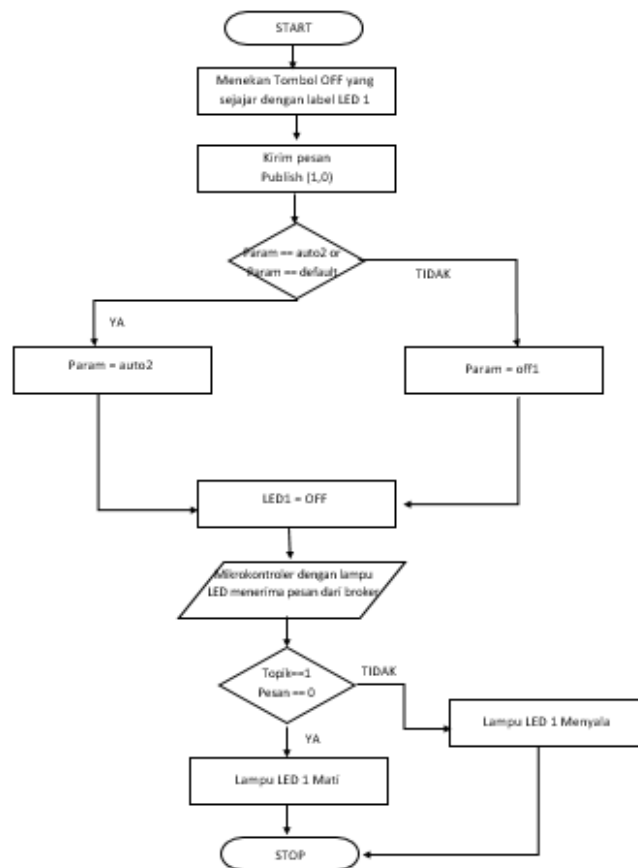 START
Menekan Tombol OFF yang
sejajar dengan label LED 1
Kirim pesan
Publish (1,0)
Param == auto2 or
Param == default
TIDAK
YA
Param = auto2
Param = off1
LED1 = OFF
Mikrokontroler dengan lampu
LED menerima pesan dari broker
Topik==1
Pesan == 0
TIDAK
Lampu LED 1 Menyala
YA
Lampu LED 1 Mati
STOP